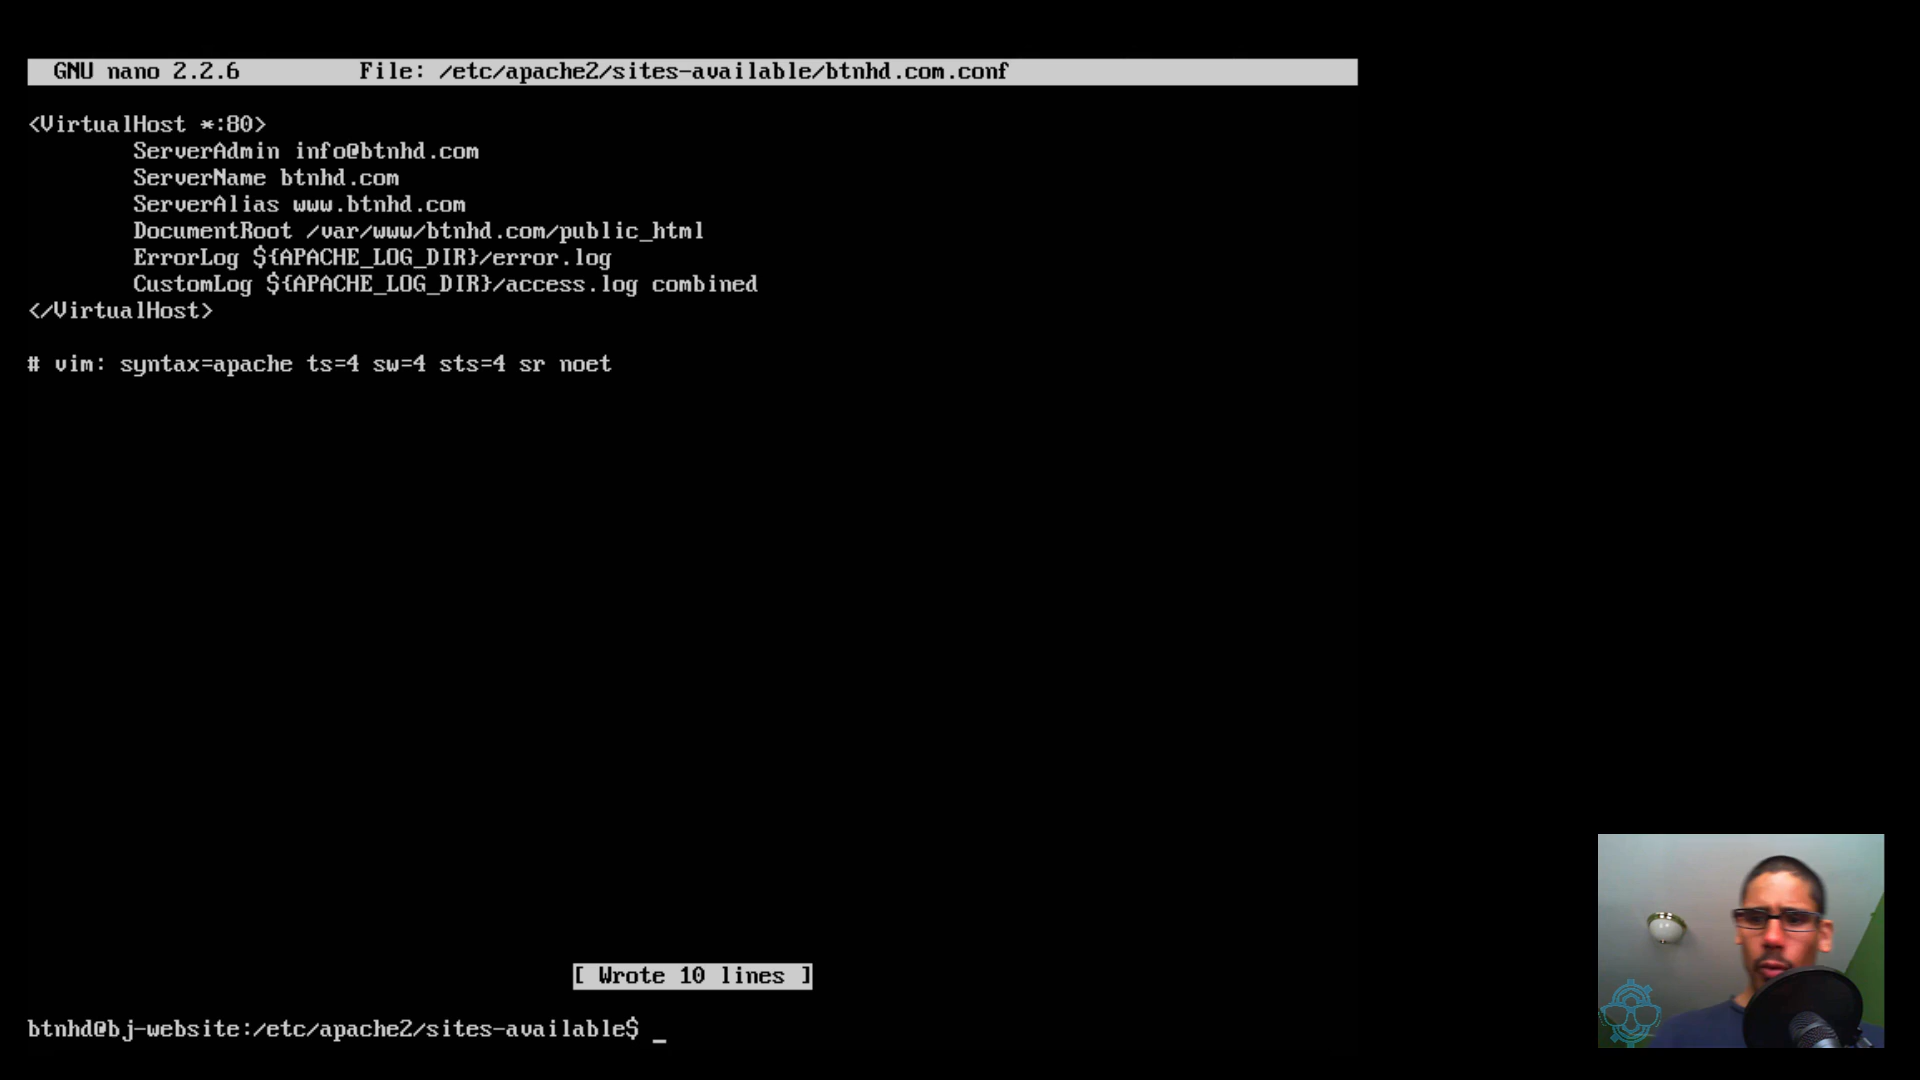 GNU nano 2.2.6 File: /etc/apache2/sites-available/btnhd.com.conf
<VirtualHost *:80>
ServerAdmin info@btnhd.com
ServerName btnhd.com
ServerAlias www.btnhd.com
DocumentRoot /var/www/btnhd.com/public_html
ErrorLog ${APACHE_LOG_DIR}/error.log
CustomLog ${APACHE_LOG_DIR}/access.log combined
</VirtualHost>
# vim: syntax=apache ts=4 sw=4 sts=4 sr noet
[ Wrote 10 lines ]
btnhd@bj-website:/etc/apache2/sites-available$ _